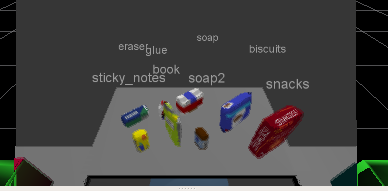 soap
eraser
glue
biscuits
book
sticky_notes
soap2
snacks